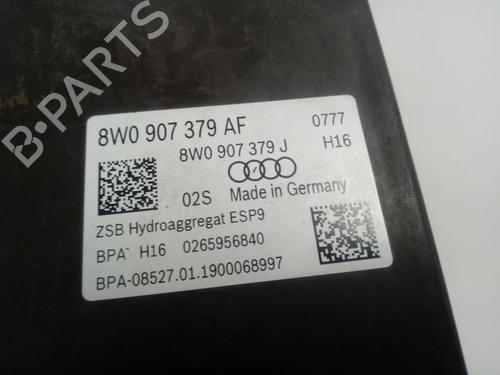 8W0 907 379 AF 0777
8W0 907 379 J H16
02S Made in Germany
ZSB Hydroaggregat ESP9
BPA H16 0265956840
BPA-08527.01.1900068997